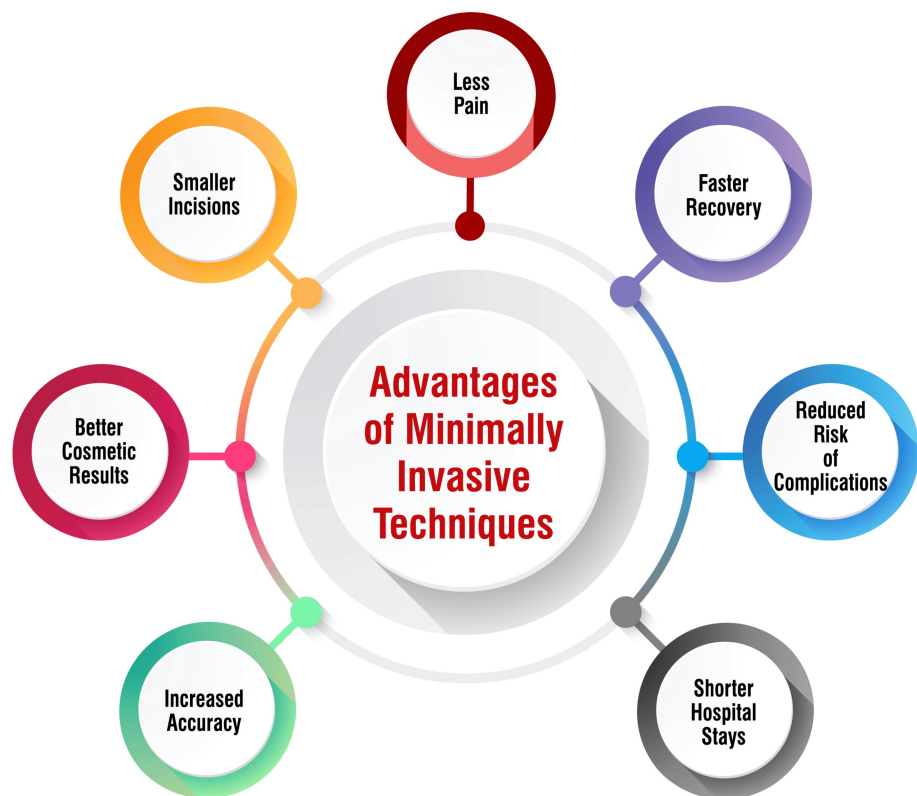 Less
Pain
Faster
Recovery
Reduced
Risk
of
Complications
Shorter
Hospital
Stays
Increased
Accuracy
Better
Cosmetic
Results
Smaller
Incisions
Advantages
of Minimally
Invasive
Techniques